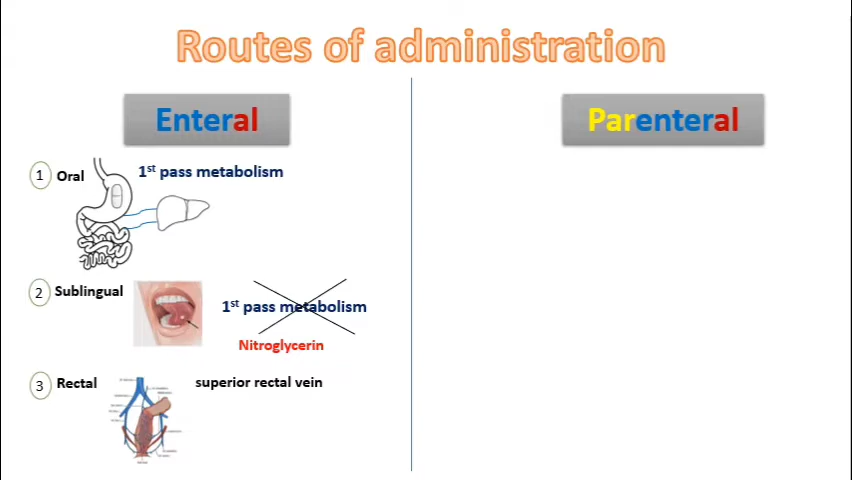 Routes of administration
Enteral
Parenteral
1 Oral 1st pass metabolism
2 Sublingual 1st pass metabolism
Nitroglycerin
3 Rectal superior rectal vein